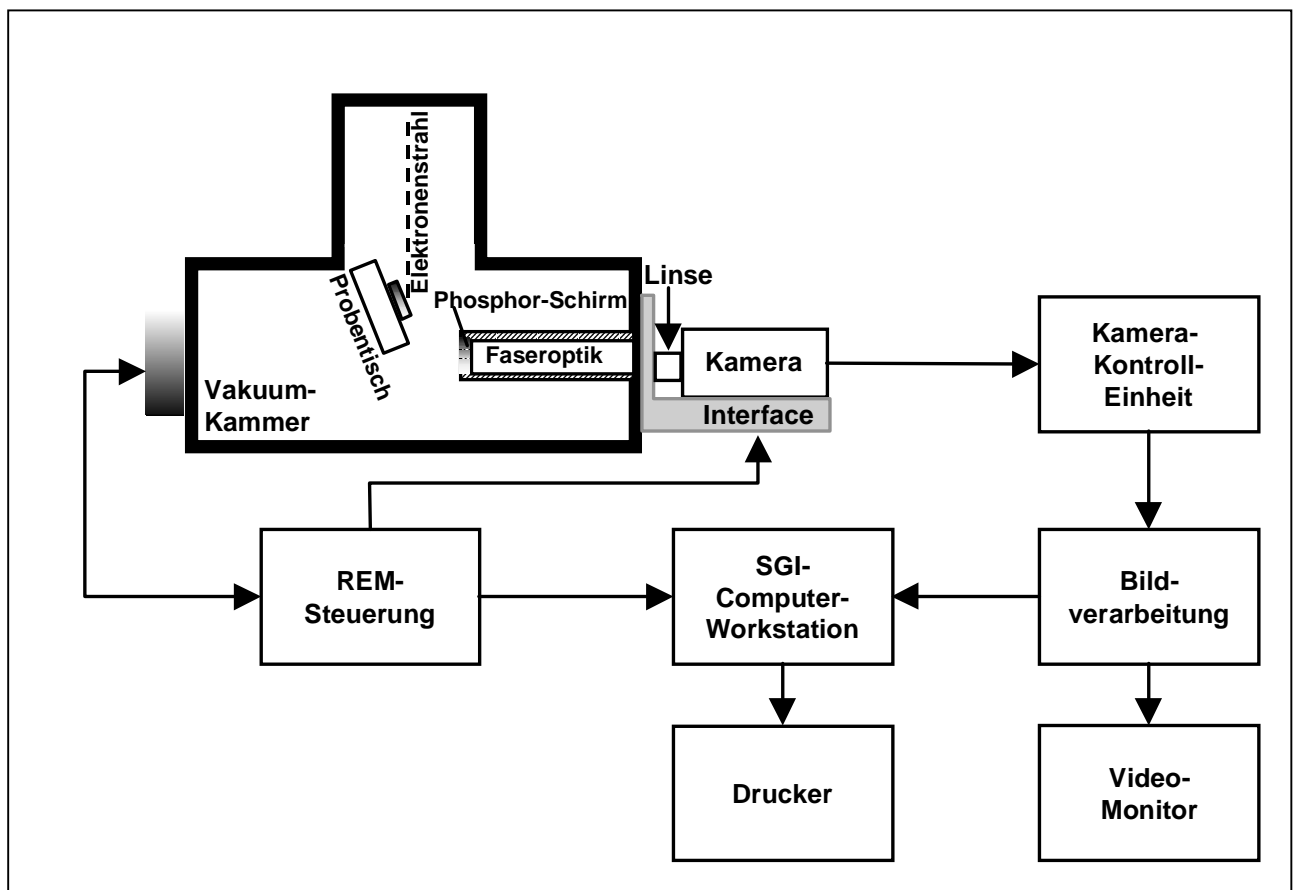 Elektronenstrahl
Probentisch
Phosphor-Schirm
Faseroptik
Vakuum-
Kammer
Linse
Kamera
Interface
Kamera-
Kontroll-
Einheit
REM-
Steuerung
SGI-
Computer-
Workstation
Bild-
verarbeitung
Drucker
Video-
Monitor